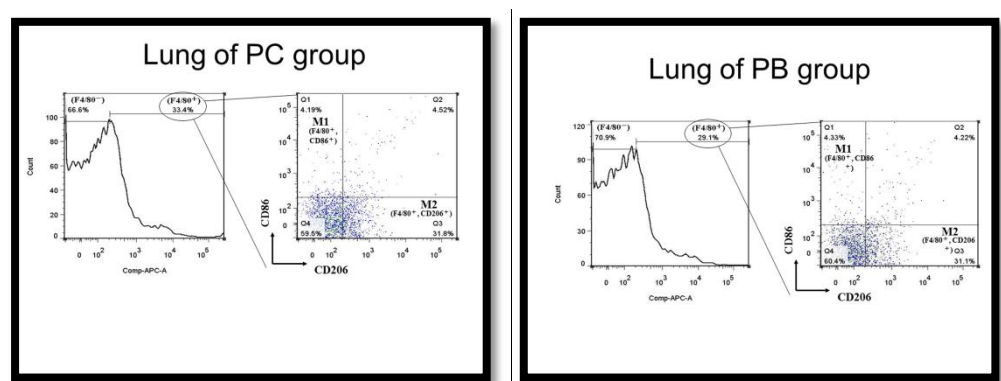 Lung of PC group
(F4/80⁻)
66.6%
(F4/80⁺)
33.4%
100
80
60
40
20
0
Count
0 10² 10³ 10⁴ 10⁵
Comp-APC-A
Q1
4.19%
Q2
4.52%
M1
(F4/80⁺,
CD86⁺)
M2
(F4/80⁺, CD206⁺)
Q4
59.5%
Q3
31.8%
10⁵
10⁴
10³
10²
0
CD86
0 10² 10³ 10⁴ 10⁵
CD206
Lung of PB group
(F4/80⁻)
70.9%
(F4/80⁺)
29.1%
120
90
60
30
0
Count
0 10² 10³ 10⁴ 10⁵
Comp-APC-A
Q1
4.33%
Q2
4.22%
M1
(F4/80⁺, CD86
⁺)
M2
(F4/80⁺, CD206
⁺)
Q4
60.4%
Q3
31.1%
10⁵
10⁴
10³
10²
0
CD86
0 10² 10³ 10⁴ 10⁵
CD206